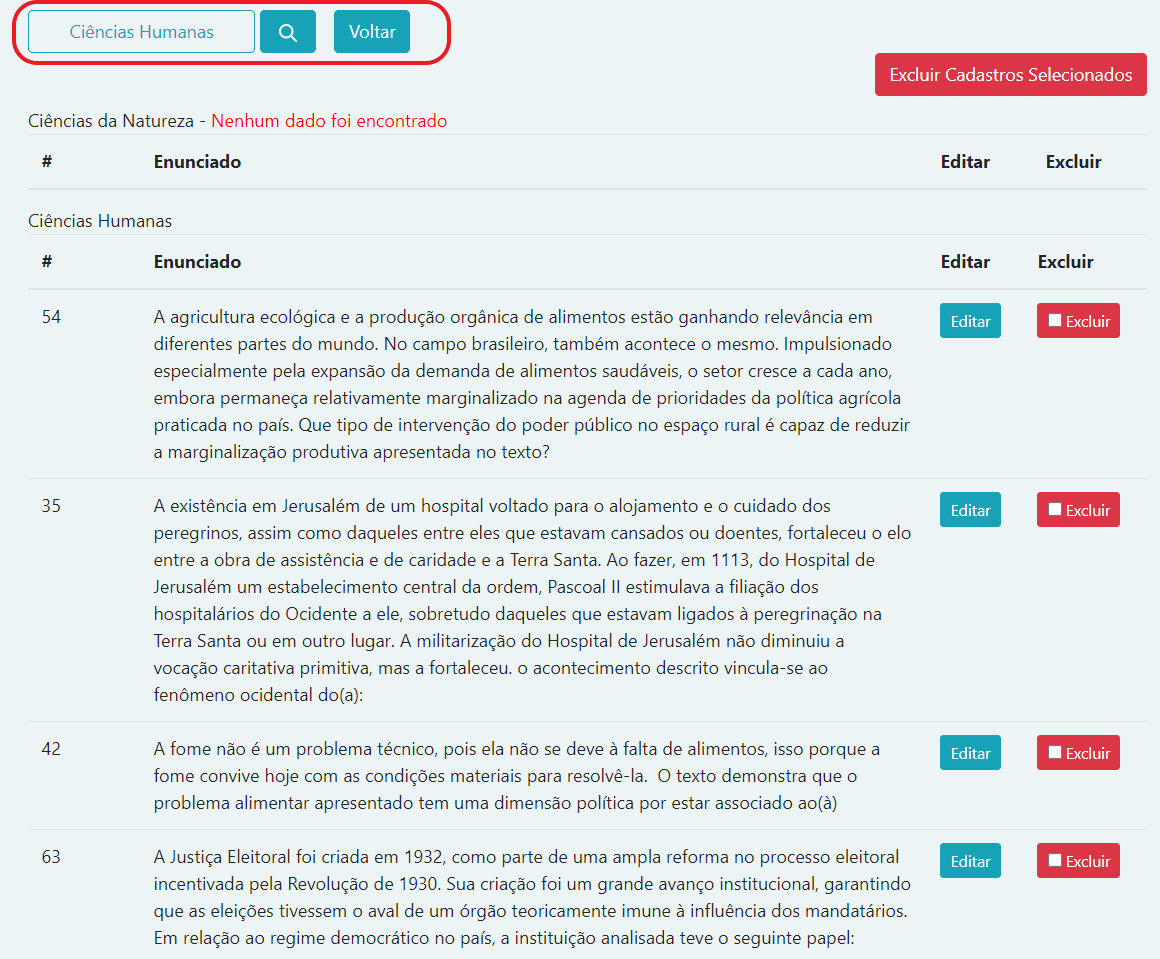 Ciências Humanas Voltar
Excluir Cadastros Selecionados
Ciências da Natureza - Nenhum dado foi encontrado
# Enunciado Editar Excluir
Ciências Humanas
# Enunciado Editar Excluir
54 A agricultura ecológica e a produção orgânica de alimentos estão ganhando relevância em Editar Excluir
diferentes partes do mundo. No campo brasileiro, também acontece o mesmo. Impulsionado
especialmente pela expansão da demanda de alimentos saudáveis, o setor cresce a cada ano,
embora permaneça relativamente marginalizado na agenda de prioridades da política agrícola
praticada no país. Que tipo de intervenção do poder público no espaço rural é capaz de reduzir
a marginalização produtiva apresentada no texto?
35 A existência em Jerusalém de um hospital voltado para o alojamento e o cuidado dos Editar Excluir
peregrinos, assim como daqueles entre eles que estavam cansados ou doentes, fortaleceu o elo
entre a obra de assistência e de caridade e a Terra Santa. Ao fazer, em 1113, do Hospital de
Jerusalém um estabelecimento central da ordem, Pascoal II estimulava a filiação dos
hospitalários do Ocidente a ele, sobretudo daqueles que estavam ligados à peregrinação na
Terra Santa ou em outro lugar. A militarização do Hospital de Jerusalém não diminuiu a
vocação caritativa primitiva, mas a fortaleceu. o acontecimento descrito vincula-se ao
fenômeno ocidental do(a):
42 A fome não é um problema técnico, pois ela não se deve à falta de alimentos, isso porque a Editar Excluir
fome convive hoje com as condições materiais para resolvê-la. O texto demonstra que o
problema alimentar apresentado tem uma dimensão política por estar associado ao(à)
63 A Justiça Eleitoral foi criada em 1932, como parte de uma ampla reforma no processo eleitoral Editar Excluir
incentivada pela Revolução de 1930. Sua criação foi um grande avanço institucional, garantindo
que as eleições tivessem o aval de um órgão teoricamente imune à influência dos mandatários.
Em relação ao regime democrático no país, a instituição analisada teve o seguinte papel: